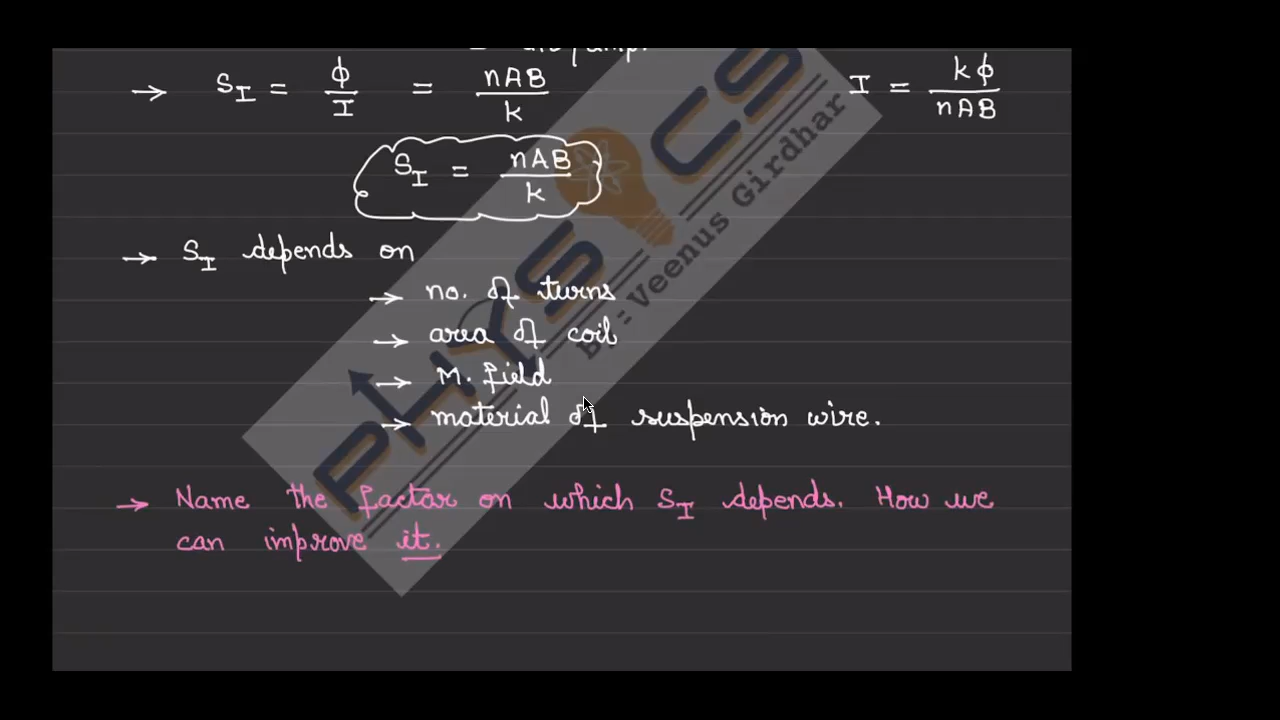 → S_I = ϕ/I = nAB/k I = kϕ/nAB
S_I = nAB/k
→ S_I depends on
→ no. of turns
→ area of coil
→ M. field
→ material of suspension wire.
→ Name the factar on which S_I depends. How we
can improve it.
PHYSICS
by: Veenus Girdhar